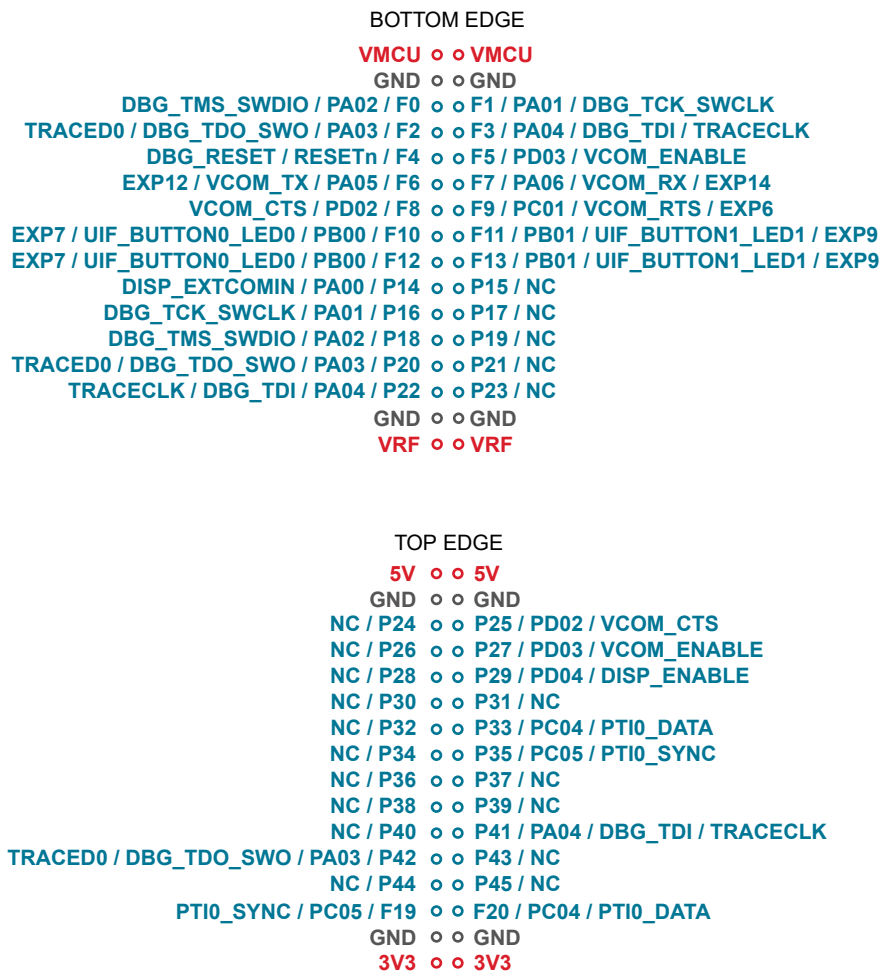 BOTTOM EDGE
VMCU VMCU
GND GND
DBG_TMS_SWDIO / PA02 / F0 F1 / PA01 / DBG_TCK_SWCLK
TRACED0 / DBG_TDO_SWO / PA03 / F2 F3 / PA04 / DBG_TDI / TRACECLK
DBG_RESET / RESETn / F4 F5 / PD03 / VCOM_ENABLE
EXP12 / VCOM_TX / PA05 / F6 F7 / PA06 / VCOM_RX / EXP14
VCOM_CTS / PD02 / F8 F9 / PC01 / VCOM_RTS / EXP6
EXP7 / UIF_BUTTON0_LED0 / PB00 / F10 F11 / PB01 / UIF_BUTTON1_LED1 / EXP9
EXP7 / UIF_BUTTON0_LED0 / PB00 / F12 F13 / PB01 / UIF_BUTTON1_LED1 / EXP9
DISP_EXTCOMIN / PA00 / P14 P15 / NC
DBG_TCK_SWCLK / PA01 / P16 P17 / NC
DBG_TMS_SWDIO / PA02 / P18 P19 / NC
TRACED0 / DBG_TDO_SWO / PA03 / P20 P21 / NC
TRACECLK / DBG_TDI / PA04 / P22 P23 / NC
GND GND
VRF VRF
TOP EDGE
5V 5V
GND GND
NC / P24 P25 / PD02 / VCOM_CTS
NC / P26 P27 / PD03 / VCOM_ENABLE
NC / P28 P29 / PD04 / DISP_ENABLE
NC / P30 P31 / NC
NC / P32 P33 / PC04 / PTI0_DATA
NC / P34 P35 / PC05 / PTI0_SYNC
NC / P36 P37 / NC
NC / P38 P39 / NC
NC / P40 P41 / PA04 / DBG_TDI / TRACECLK
TRACED0 / DBG_TDO_SWO / PA03 / P42 P43 / NC
NC / P44 P45 / NC
PTI0_SYNC / PC05 / F19 F20 / PC04 / PTI0_DATA
GND GND
3V3 3V3